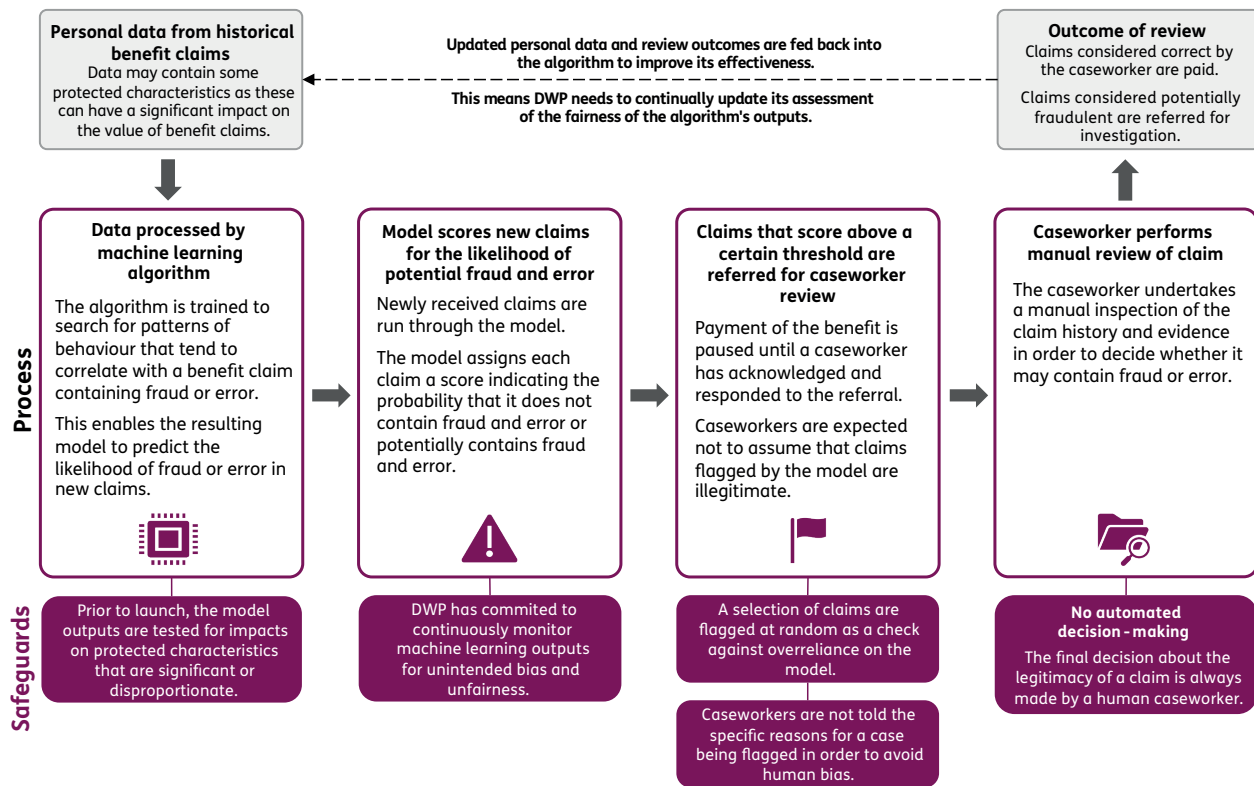 Personal data from historical
benefit claims
Data may contain some
protected characteristics as these
can have a significant impact on
the value of benefit claims.
Updated personal data and review outcomes are fed back into
the algorithm to improve its effectiveness.
This means DWP needs to continually update its assessment
of the fairness of the algorithm's outputs.
Outcome of review
Claims considered correct by
the caseworker are paid.
Claims considered potentially
fraudulent are referred for
investigation.
Process
Data processed by
machine learning
algorithm
The algorithm is trained to
search for patterns of
behaviour that tend to
correlate with a benefit claim
containing fraud or error.
This enables the resulting
model to predict the
likelihood of fraud or error in
new claims.
Model scores new claims
for the likelihood of
potential fraud and error
Newly received claims are
run through the model.
The model assigns each
claim a score indicating the
probability that it does not
contain fraud and error or
potentially contains fraud
and error.
Claims that score above a
certain threshold are
referred for caseworker
review
Payment of the benefit is
paused until a caseworker
has acknowledged and
responded to the referral.
Caseworkers are expected
not to assume that claims
flagged by the model are
illegitimate.
Caseworker performs
manual review of claim
The caseworker undertakes
a manual inspection of the
claim history and evidence
in order to decide whether it
may contain fraud or error.
Safeguards
Prior to launch, the model
outputs are tested for impacts
on protected characteristics
that are significant or
disproportionate.
DWP has commited to
continuously monitor
machine learning outputs
for unintended bias and
unfairness.
A selection of claims are
flagged at random as a check
against overreliance on the
model.
Caseworkers are not told the
specific reasons for a case
being flagged in order to avoid
human bias.
No automated
decision-making
The final decision about the
legitimacy of a claim is always
made by a human caseworker.